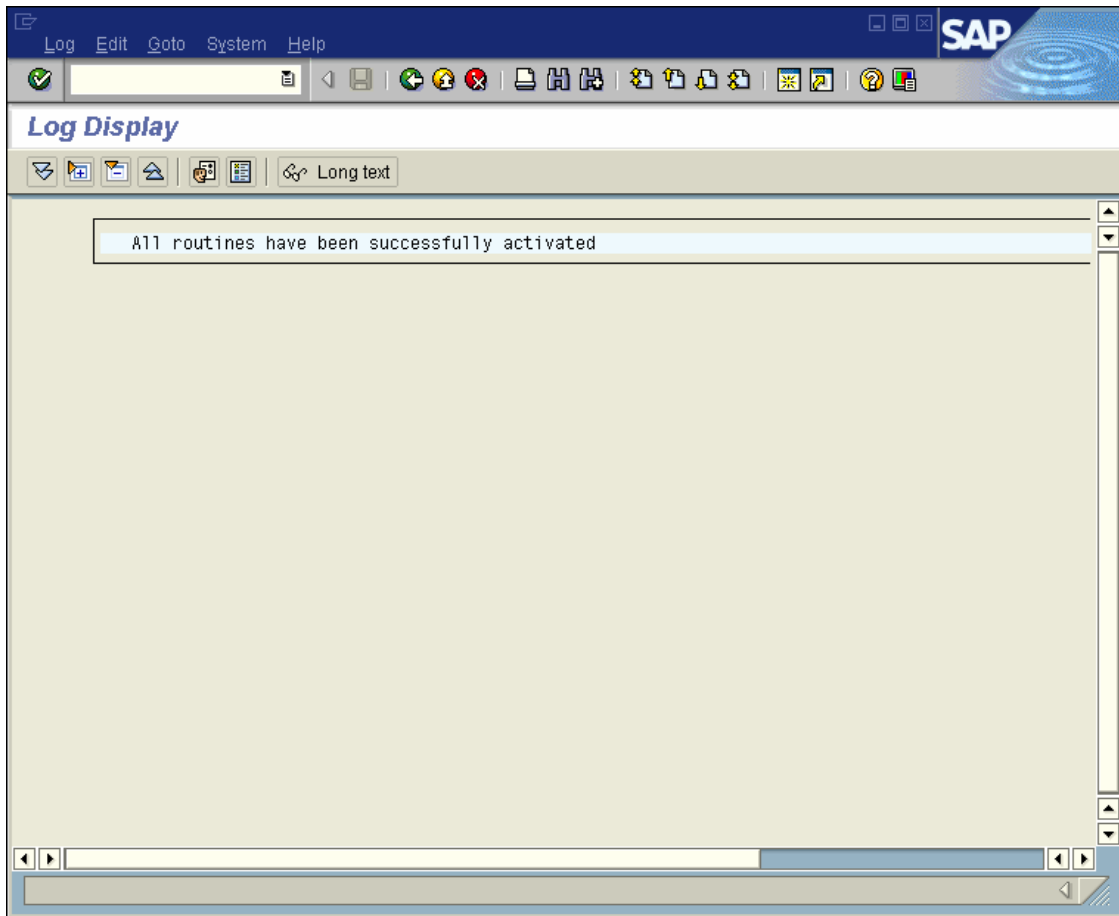 Log Edit Goto System Help
SAP
Log Display
Long text
All routines have been successfully activated